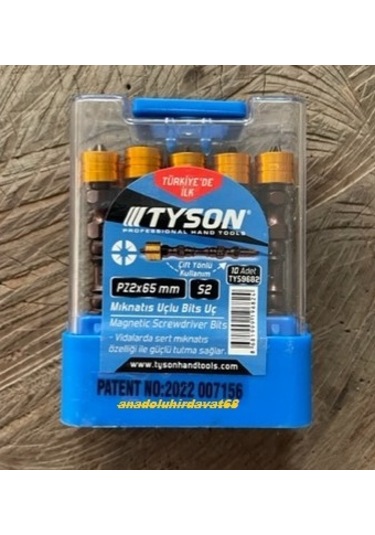 TÜRKİYE'DE
İLK
TYSON
PROFESSIONAL HAND TOOLS
Çift Yönlü
Kullanım
10 Adet
TYS9682
PZ2x65 mm
S2
Mıknatıs Uçlu Bits Uç
Magnetic Screwdriver Bits
- Vidalarda sert mıknatıs
özelliği ile güçlü tutma sağlar.
www.tysonhandtools.com
PATENT NO:2022 007156
anadoluhirdavat68